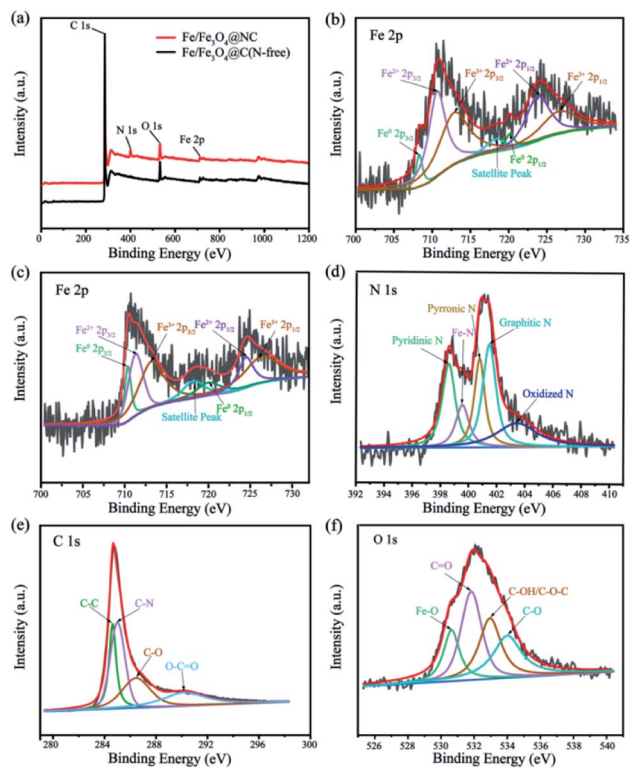 (a)
C 1s
Fe/Fe3O4@NC
Fe/Fe3O4@C(N-free)
N 1s
O 1s
Fe 2p
Intensity (a.u.)
0 200 400 600 800 1000 1200
Binding Energy (eV)
(b)
Fe 2p
Fe2+ 2p3/2
Fe3+ 2p3/2
Fe2+ 2p1/2
Fe3+ 2p1/2
Fe0 2p3/2
Fe0 2p1/2
Satellite Peak
Intensity (a.u.)
700 705 710 715 720 725 730 735
Binding Energy (eV)
(c)
Fe 2p
Fe2+ 2p3/2
Fe3+ 2p3/2
Fe2+ 2p1/2
Fe3+ 2p1/2
Fe0 2p3/2
Fe0 2p1/2
Satellite Peak
Intensity (a.u.)
700 705 710 715 720 725 730
Binding Energy (eV)
(d)
N 1s
Pyrronic N
Graphitic N
Fe-N
Pyridinic N
Oxidized N
Intensity (a.u.)
392 394 396 398 400 402 404 406 408 410
Binding Energy (eV)
(e)
C 1s
C-C
C-N
C-O
O-C=O
Intensity (a.u.)
280 284 288 292 296 300
Binding Energy (eV)
(f)
O 1s
C=O
C-OH/C-O-C
Fe-O
C-O
Intensity (a.u.)
526 528 530 532 534 536 538 540
Binding Energy (eV)